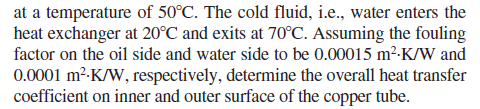 at a temperature of 50°C. The cold fluid, i.e., water enters the
heat exchanger at 20°C and exits at 70°C. Assuming the fouling
factor on the oil side and water side to be 0.00015 m²·K/W and
0.0001 m²·K/W, respectively, determine the overall heat transfer
coefficient on inner and outer surface of the copper tube.